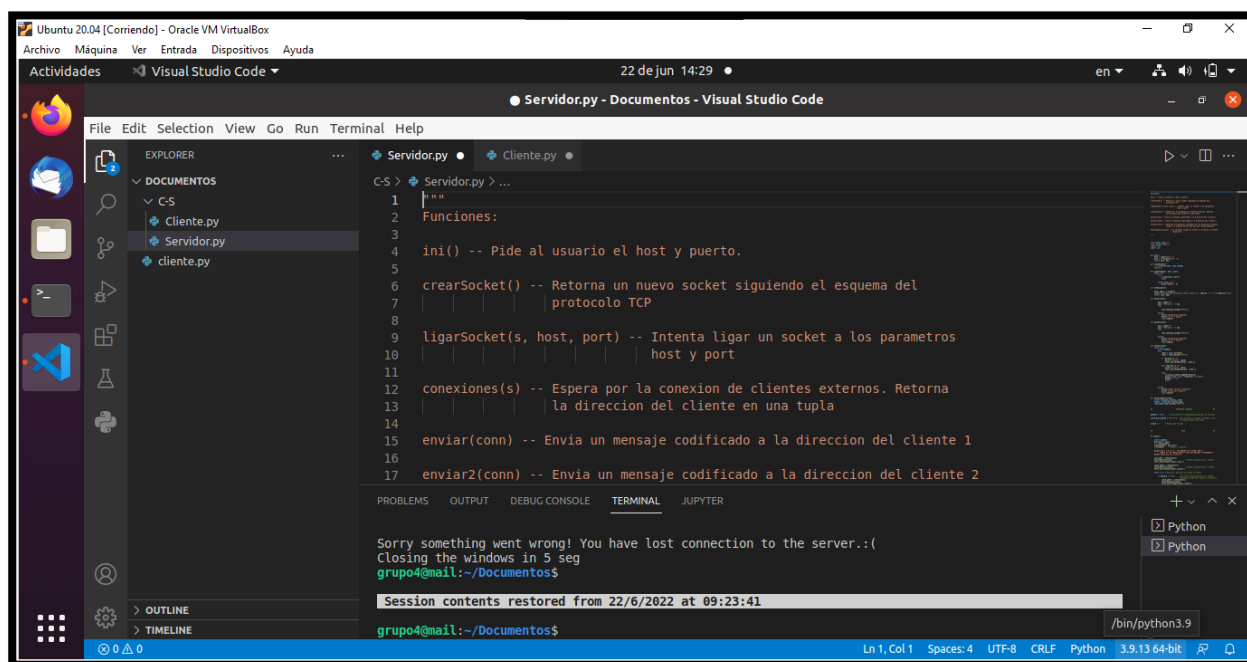 Ubuntu 20.04 [Corriendo] - Oracle VM VirtualBox
Archivo Máquina Ver Entrada Dispositivos Ayuda
Actividades Visual Studio Code 22 de jun 14:29 en
● Servidor.py - Documentos - Visual Studio Code
File Edit Selection View Go Run Terminal Help
EXPLORER ...
DOCUMENTOS
C-S
Cliente.py
Servidor.py
cliente.py
OUTLINE
TIMELINE
2
Servidor.py ● Cliente.py ●
C-S > Servidor.py > ...
1 """
2 Funciones:
3
4 ini() -- Pide al usuario el host y puerto.
5
6 crearSocket() -- Retorna un nuevo socket siguiendo el esquema del
7 protocolo TCP
8
9 ligarSocket(s, host, port) -- Intenta ligar un socket a los parametros
10 host y port
11
12 conexiones(s) -- Espera por la conexion de clientes externos. Retorna
13 la direccion del cliente en una tupla
14
15 enviar(conn) -- Envia un mensaje codificado a la direccion del cliente 1
16
17 enviar2(conn) -- Envia un mensaje codificado a la direccion del cliente 2
PROBLEMS OUTPUT DEBUG CONSOLE TERMINAL JUPYTER
Sorry something went wrong! You have lost connection to the server.:(
Closing the windows in 5 seg
grupo4@mail:~/Documentos$
Session contents restored from 22/6/2022 at 09:23:41
grupo4@mail:~/Documentos$
Python
Python
/bin/python3.9
0 0 Ln 1, Col 1 Spaces: 4 UTF-8 CRLF Python 3.9.13 64-bit